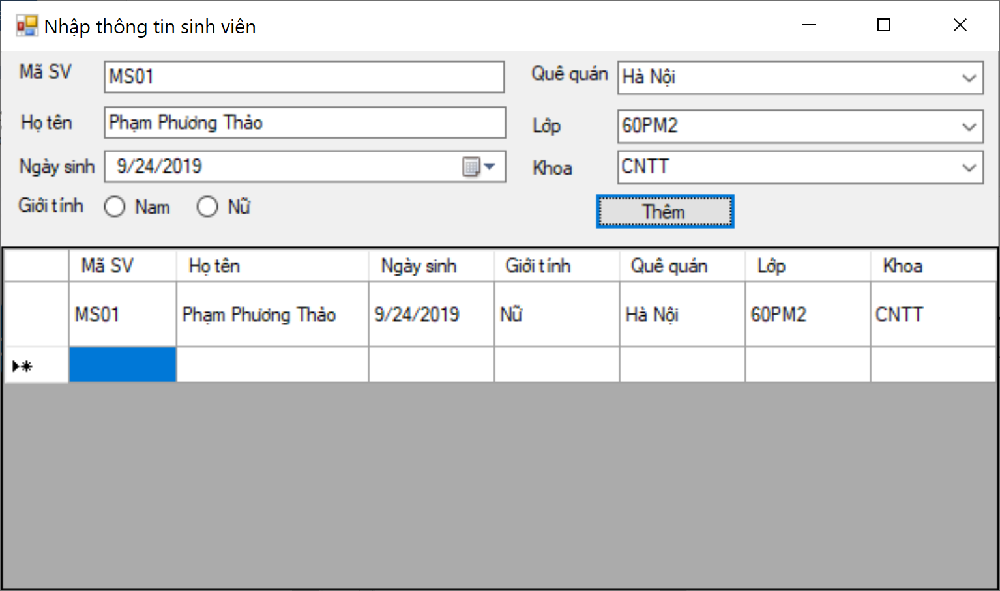 Nhập thông tin sinh viên
Mã SV MS01 Quê quán Hà Nội
Họ tên Phạm Phương Thảo Lớp 60PM2
Ngày sinh 9/24/2019 Khoa CNTT
Giới tính Nam Nữ Thêm
Mã SV Họ tên Ngày sinh Giới tính Quê quán Lớp Khoa
MS01 Phạm Phương Thảo 9/24/2019 Nữ Hà Nội 60PM2 CNTT